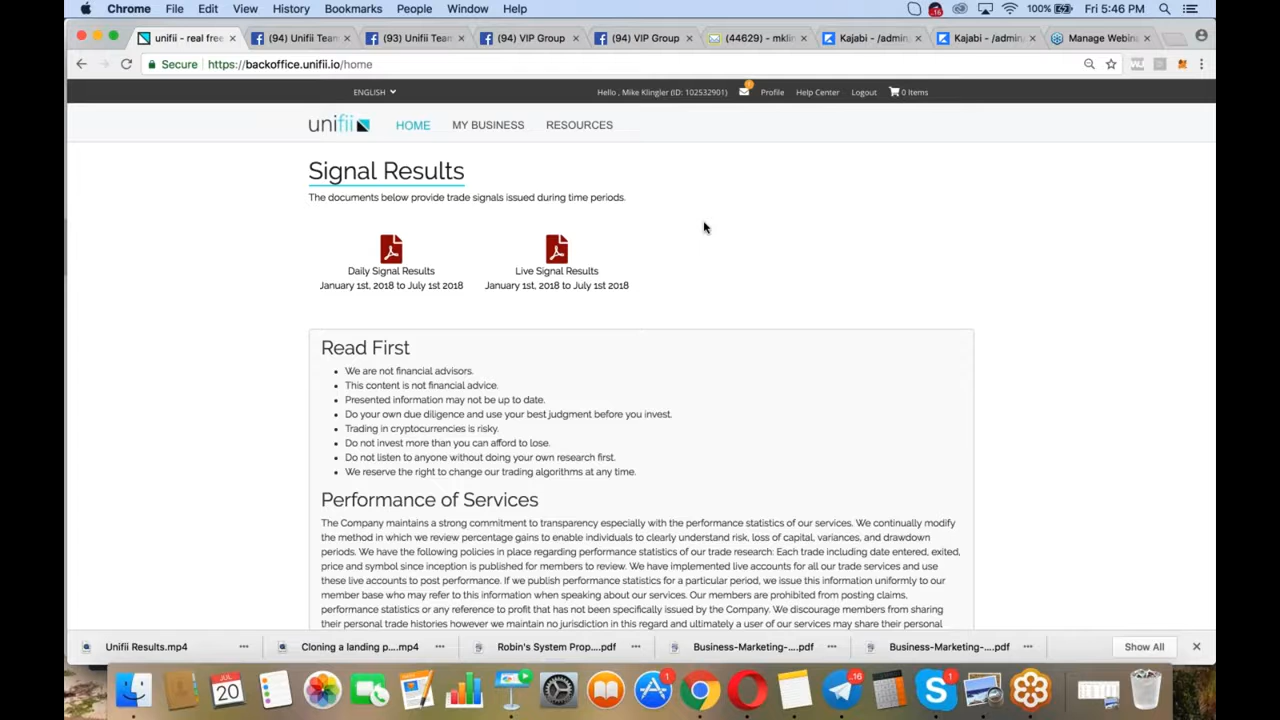 Chrome File Edit View History Bookmarks People Window Help 100% Fri 5:46 PM
unifii - real free (94) Unifii Team (93) Unifii Team (94) VIP Group (94) VIP Group (44629) - mklin Kajabi - /admin Kajabi - /admin Manage Webina
Secure https://backoffice.unifii.io/home
ENGLISH Hello , Mike Klingler (ID: 102532901) Profile Help Center Logout 0 Items
unifii HOME MY BUSINESS RESOURCES
Signal Results
The documents below provide trade signals issued during time periods.
Daily Signal Results Live Signal Results
January 1st, 2018 to July 1st 2018 January 1st, 2018 to July 1st 2018
Read First
• We are not financial advisors.
• This content is not financial advice.
• Presented information may not be up to date.
• Do your own due diligence and use your best judgment before you invest.
• Trading in cryptocurrencies is risky.
• Do not invest more than you can afford to lose.
• Do not listen to anyone without doing your own research first.
• We reserve the right to change our trading algorithms at any time.
Performance of Services
The Company maintains a strong commitment to transparency especially with the performance statistics of our services. We continually modify
the method in which we review percentage gains to enable individuals to clearly understand risk, loss of capital, variances, and drawdown
periods. We have the following policies in place regarding performance statistics of our trade research: Each trade including date entered, exited,
price and symbol since inception is published for members to review. We have implemented live accounts for all our trade services and use
these live accounts to post performance. If we publish performance statistics for a particular period, we issue this information uniformly to our
member base who may refer to this information when speaking about our services. Our members are prohibited from posting claims,
performance statistics or any reference to profit that has not been specifically issued by the Company. We discourage members from sharing
their personal trade histories however we maintain no jurisdiction in this regard and ultimately a user of our services may share their personal
Unifii Results.mp4 Cloning a landing p....mp4 Robin's System Prop....pdf Business-Marketing-....pdf Business-Marketing-....pdf Show All
JUL 20 1 16 1